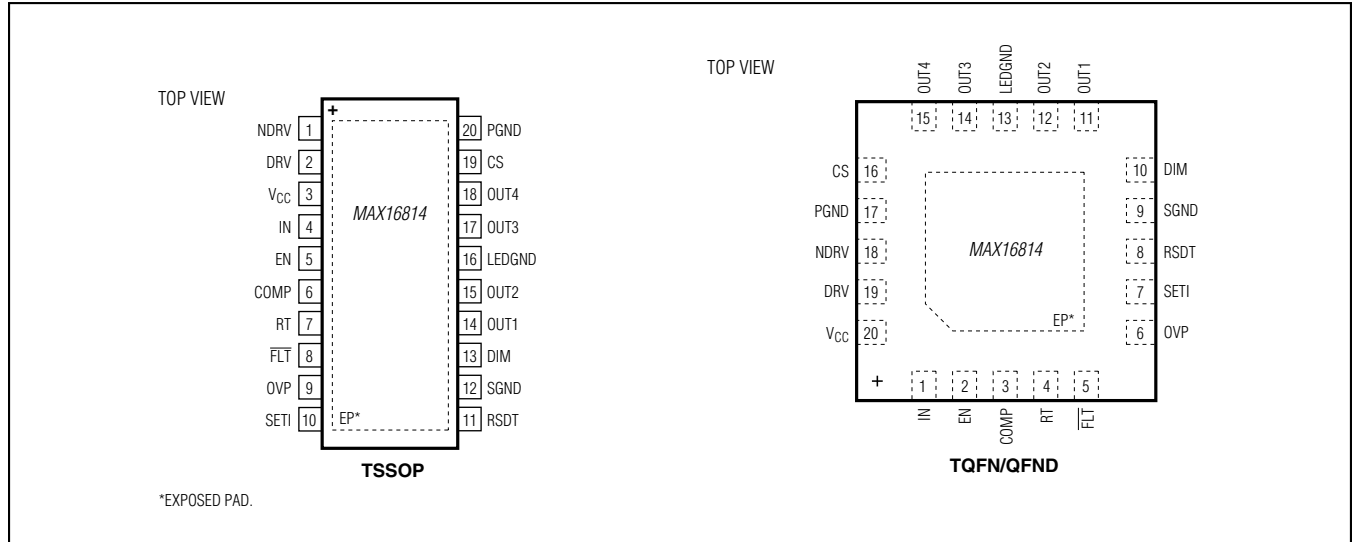 TOP VIEW
+
NDRV 1
DRV 2
VCC 3
IN 4
EN 5
COMP 6
RT 7
FLT 8
OVP 9
SETI 10
MAX16814
EP*
20 PGND
19 CS
18 OUT4
17 OUT3
16 LEDGND
15 OUT2
14 OUT1
13 DIM
12 SGND
11 RSDT
TSSOP
*EXPOSED PAD.
TOP VIEW
OUT4 OUT3 LEDGND OUT2 OUT1
15 14 13 12 11
CS 16
PGND 17
NDRV 18
DRV 19
VCC 20
MAX16814
EP*
10 DIM
9 SGND
8 RSDT
7 SETI
6 OVP
+
1 2 3 4 5
IN EN COMP RT FLT
TQFN/QFND